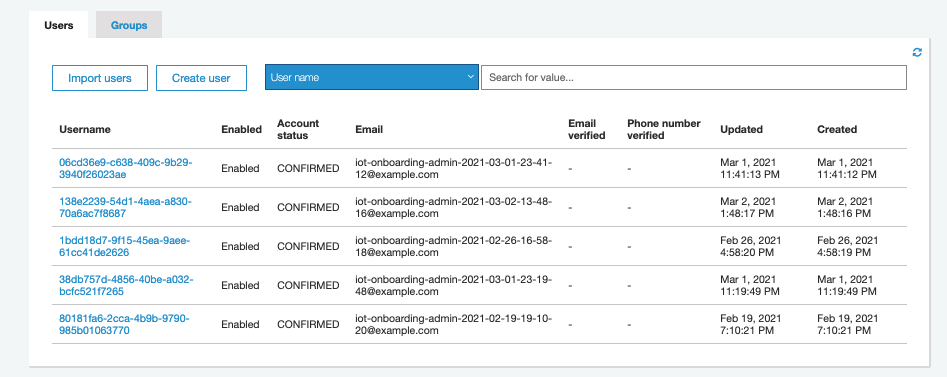 Users
Groups
Import users
Create user
User name
Search for value...
Username
Enabled
Account
status
Email
Email
verified
Phone number
verified
Updated
Created
06cd36e9-c638-409c-9b29-
3940f26023ae
Enabled
CONFIRMED
iot-onboarding-admin-2021-03-01-23-41-
12@example.com
-
-
Mar 1, 2021
11:41:13 PM
Mar 1, 2021
11:41:12 PM
138e2239-54d1-4aea-a830-
70a6ac7f8687
Enabled
CONFIRMED
iot-onboarding-admin-2021-03-02-13-48-
16@example.com
-
-
Mar 2, 2021
1:48:17 PM
Mar 2, 2021
1:48:16 PM
1bdd18d7-9f15-45ea-9aee-
61cc41de2626
Enabled
CONFIRMED
iot-onboarding-admin-2021-02-26-16-58-
18@example.com
-
-
Feb 26, 2021
4:58:20 PM
Feb 26, 2021
4:58:19 PM
38db757d-4856-40be-a032-
bcfc521f7265
Enabled
CONFIRMED
iot-onboarding-admin-2021-03-01-23-19-
48@example.com
-
-
Mar 1, 2021
11:19:49 PM
Mar 1, 2021
11:19:49 PM
80181fa6-2cca-4b9b-9790-
985b01063770
Enabled
CONFIRMED
iot-onboarding-admin-2021-02-19-19-10-
20@example.com
-
-
Feb 19, 2021
7:10:21 PM
Feb 19, 2021
7:10:21 PM